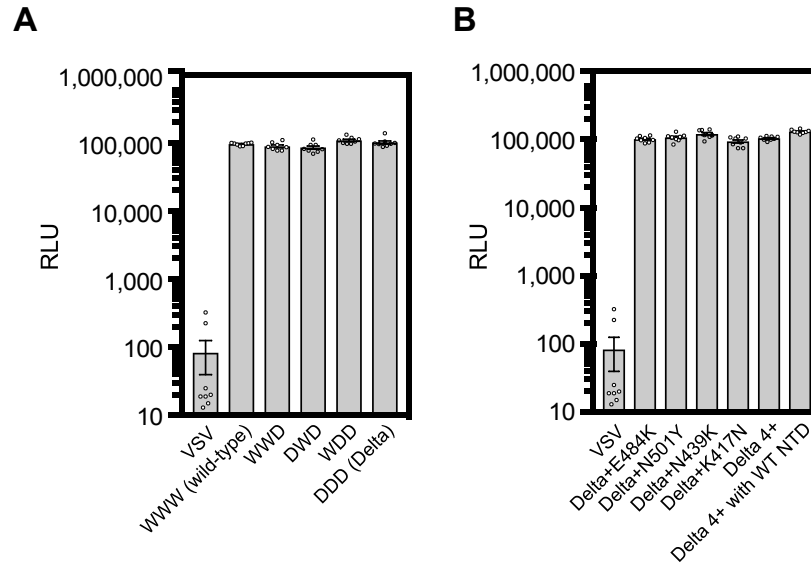 A
1,000,000
100,000
10,000
1,000
100
10
RLU
VSV
WWW (wild-type)
WWD
DWD
WDD
DDD (Delta)
B
1,000,000
100,000
10,000
1,000
100
10
RLU
VSV
Delta+E484K
Delta+N501Y
Delta+N439K
Delta+K417N
Delta 4+
Delta 4+ with WT NTD